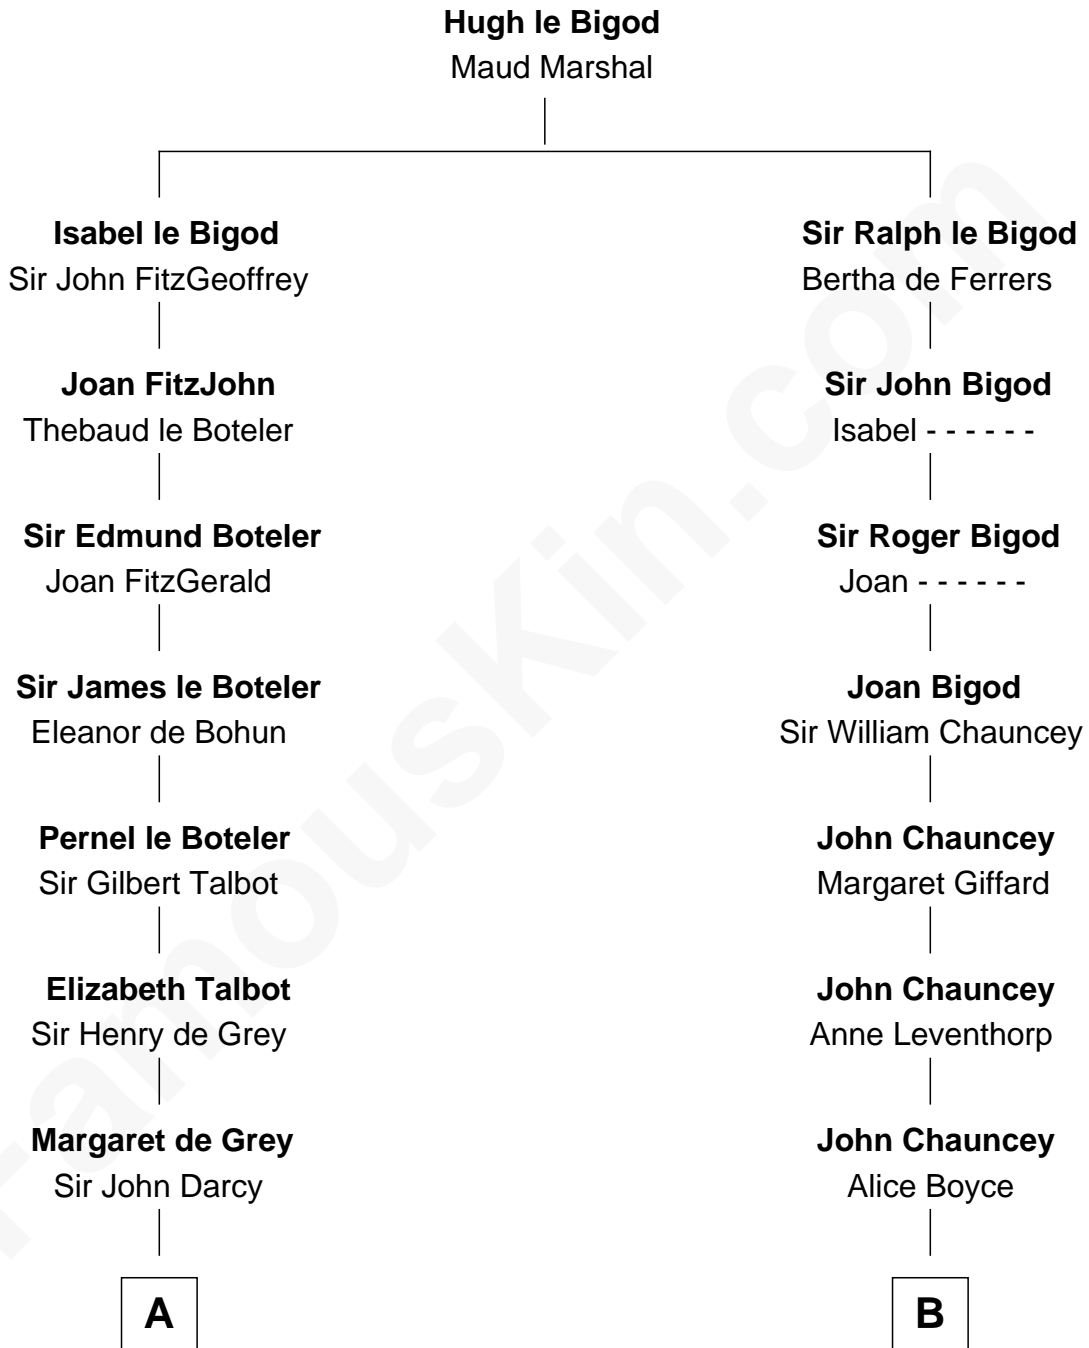 Hugh le Bigod
Maud Marshal
Isabel le Bigod
Sir John FitzGeoffrey
Sir Ralph le Bigod
Bertha de Ferrers
Joan FitzJohn
Thebaud le Boteler
Sir John Bigod
Isabel - - - - - -
Sir Edmund Boteler
Joan FitzGerald
Sir Roger Bigod
Joan - - - - - -
Sir James le Boteler
Eleanor de Bohun
Joan Bigod
Sir William Chauncey
Pernel le Boteler
Sir Gilbert Talbot
John Chauncey
Margaret Giffard
Elizabeth Talbot
Sir Henry de Grey
John Chauncey
Anne Leventhorp
Margaret de Grey
Sir John Darcy
John Chauncey
Alice Boyce
A
B
FamousKin.com